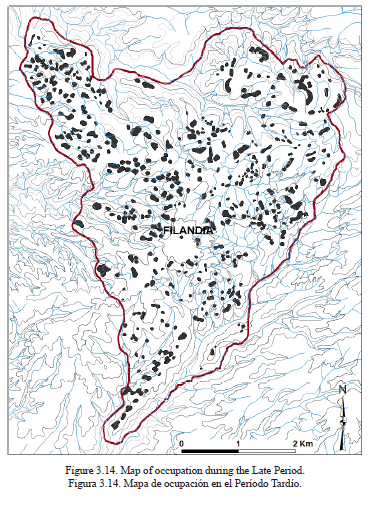 FILANDIA
N
0 1 2 Km
Figure 3.14. Map of occupation during the Late Period.
Figura 3.14. Mapa de ocupación en el Período Tardío.